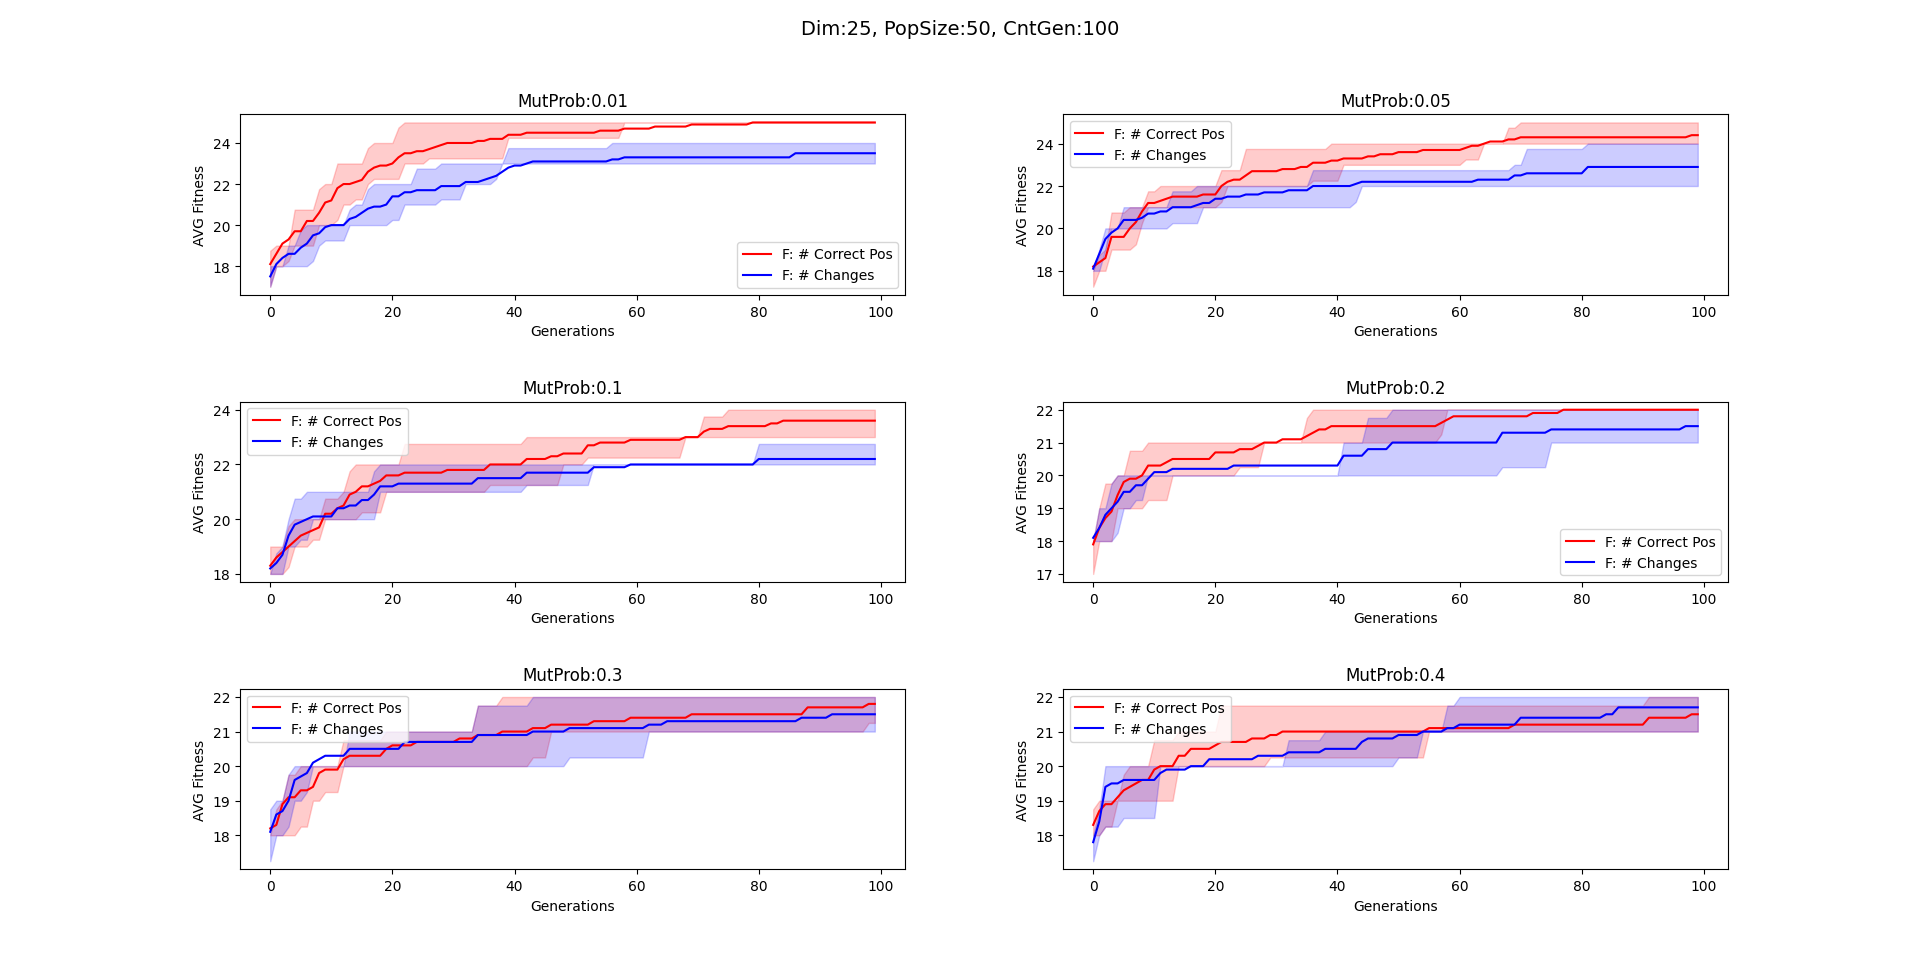 Dim:25, PopSize:50, CntGen:100
MutProb:0.01
AVG Fitness
24
22
20
18
F: # Correct Pos
F: # Changes
0 20 40 60 80 100
Generations
MutProb:0.05
AVG Fitness
24
22
20
18
F: # Correct Pos
F: # Changes
0 20 40 60 80 100
Generations
MutProb:0.1
AVG Fitness
24
22
20
18
F: # Correct Pos
F: # Changes
0 20 40 60 80 100
Generations
MutProb:0.2
AVG Fitness
22
21
20
19
18
17
F: # Correct Pos
F: # Changes
0 20 40 60 80 100
Generations
MutProb:0.3
AVG Fitness
22
21
20
19
18
F: # Correct Pos
F: # Changes
0 20 40 60 80 100
Generations
MutProb:0.4
AVG Fitness
22
21
20
19
18
F: # Correct Pos
F: # Changes
0 20 40 60 80 100
Generations